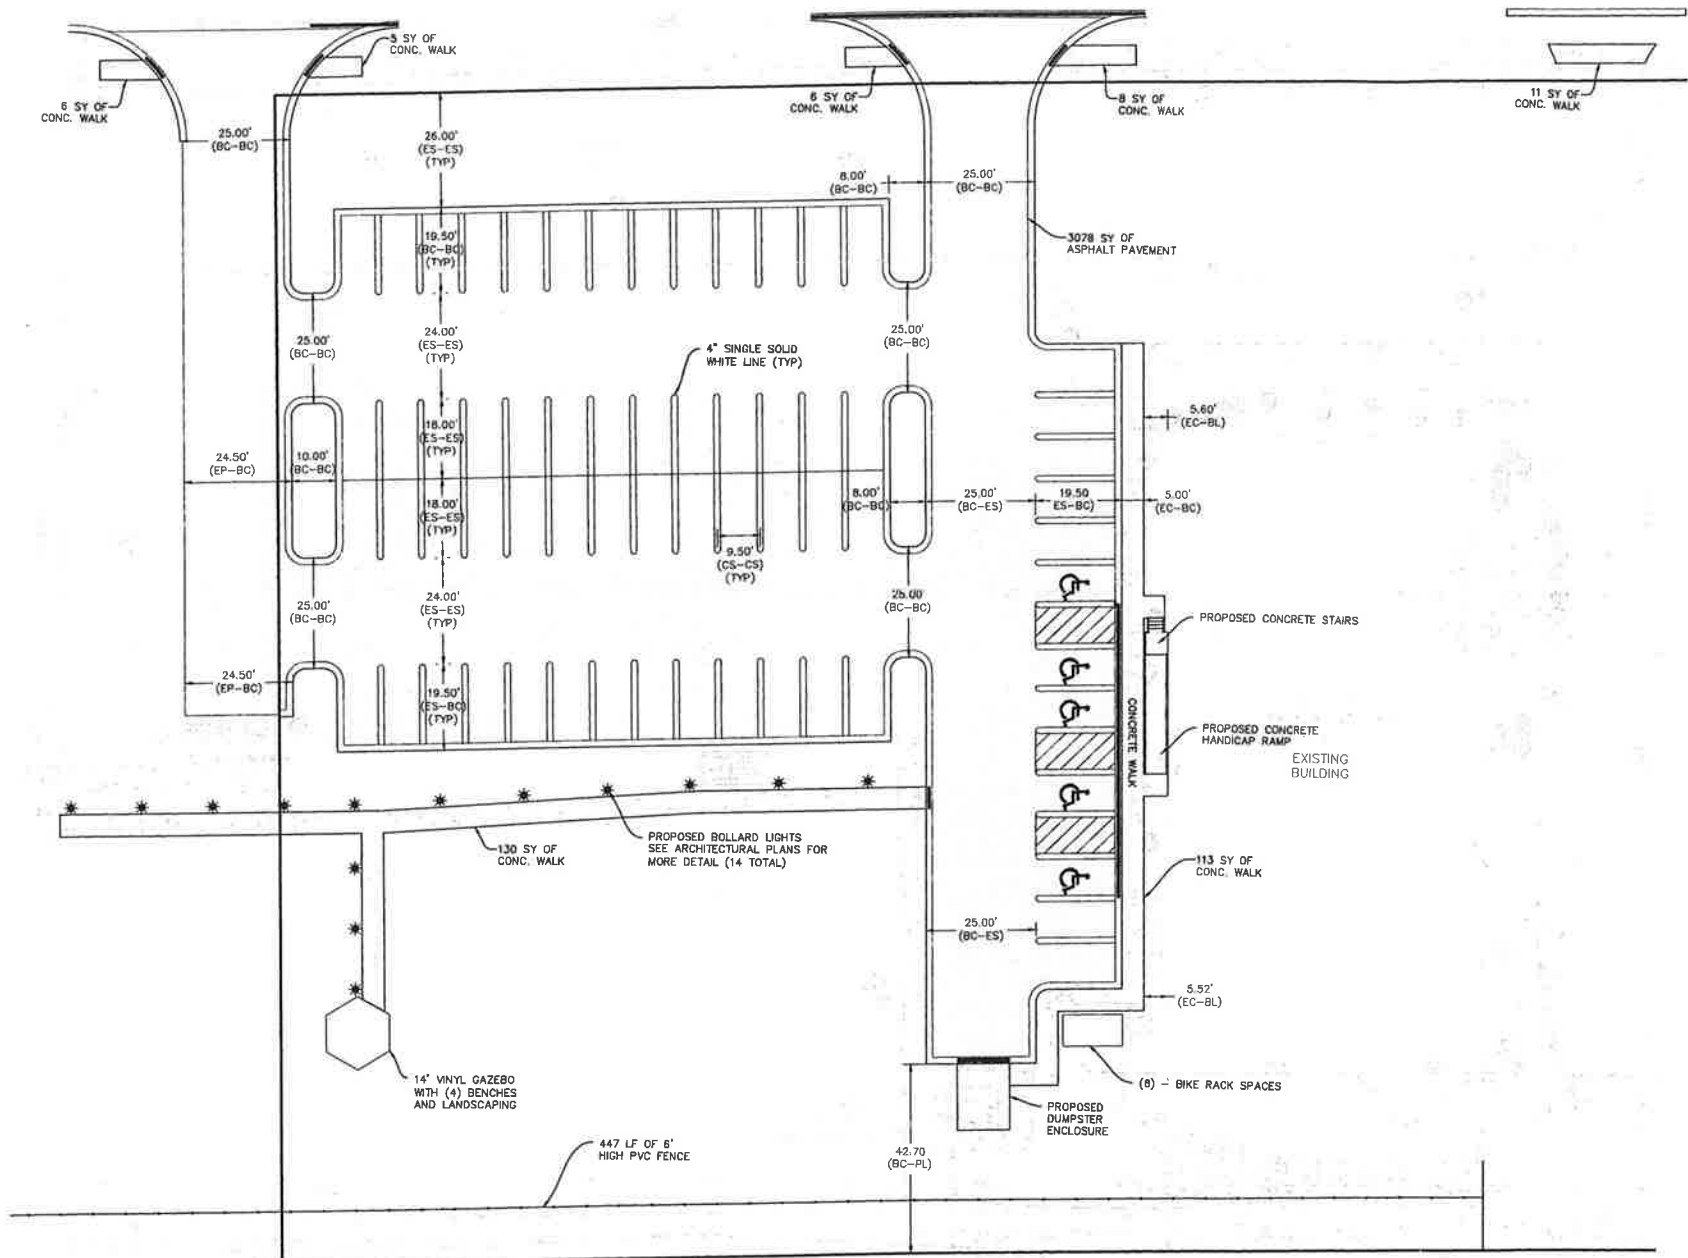 5 SY OF
CONC. WALK
6 SY OF
CONC. WALK
6 SY OF
CONC. WALK
8 SY OF
CONC. WALK
11 SY OF
CONC. WALK
25.00'
(BC-BC)
26.00'
(ES-ES)
(TYP)
8.00'
(BC-BC)
25.00'
(BC-BC)
19.50'
(BC-BC)
(TYP)
3078 SY OF
ASPHALT PAVEMENT
25.00'
(BC-BC)
24.00'
(ES-ES)
(TYP)
4" SINGLE SOLID
WHITE LINE (TYP)
25.00'
(BC-BC)
5.60'
(EC-BL)
18.00'
(ES-ES)
(TYP)
24.50'
(EP-BC)
10.00'
(BC-BC)
18.00'
(ES-ES)
(TYP)
8.00'
(BC-BC)
25.00'
(BC-ES)
19.50
ES-BC)
5.00'
(EC-BC)
9.50'
(CS-CS)
(TYP)
25.00'
(BC-BC)
24.00'
(ES-ES)
(TYP)
25.00'
(BC-BC)
PROPOSED CONCRETE STAIRS
24.50'
(EP-BC)
19.50'
(ES-BC)
(TYP)
CONCRETE WALK
PROPOSED CONCRETE
HANDICAP RAMP
EXISTING
BUILDING
130 SY OF
CONC. WALK
PROPOSED BOLLARD LIGHTS
SEE ARCHITECTURAL PLANS FOR
MORE DETAIL (14 TOTAL)
113 SY OF
CONC. WALK
25.00'
(BC-ES)
5.52'
(EC-BL)
14' VINYL GAZEBO
WITH (4) BENCHES
AND LANDSCAPING
(8) - BIKE RACK SPACES
PROPOSED
DUMPSTER
ENCLOSURE
447 LF OF 6'
HIGH PVC FENCE
42.70
(BC-PL)